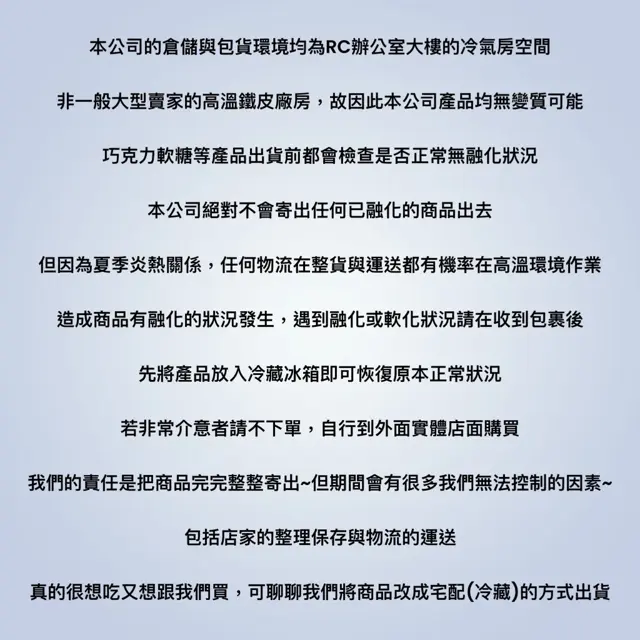 本公司的倉儲與包貨環境均為RC辦公室大樓的冷氣房空間
非一般大型賣家的高溫鐵皮廠房，故因此本公司產品均無變質可能
巧克力軟糖等產品出貨前都會檢查是否正常無融化狀況
本公司絕對不會寄出任何已融化的商品出去
但因為夏季炎熱關係，任何物流在整貨與運送都有機率在高溫環境作業
造成商品有融化的狀況發生，遇到融化或軟化狀況請在收到包裹後
先將產品放入冷藏冰箱即可恢復原本正常狀況
若非常介意者請不下單，自行到外面實體店面購買
我們的責任是把商品完完整整寄出~但期間會有很多我們無法控制的因素~
包括店家的整理保存與物流的運送
真的很想吃又想跟我們買，可聊聊我們將商品改成宅配(冷藏)的方式出貨